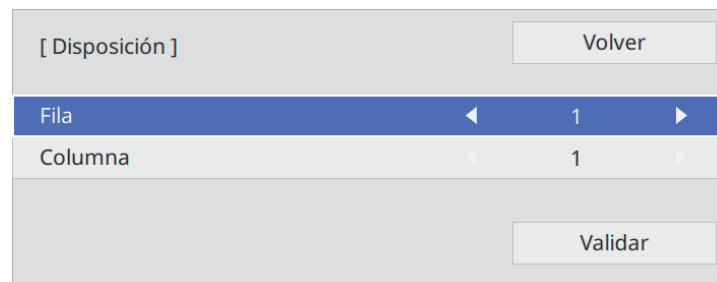 [ Disposición ]
Volver
Fila 1
Columna 1
Validar